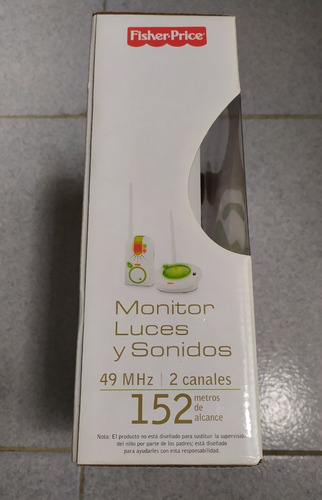 Fisher-Price
Monitor
Luces
y Sonidos
49 MHz | 2 canales
152 metros de alcance
Nota: El producto no está diseñado para sustituir la supervisión
del niño por parte de los padres; está diseñado
para ayudarles con esta responsabilidad.